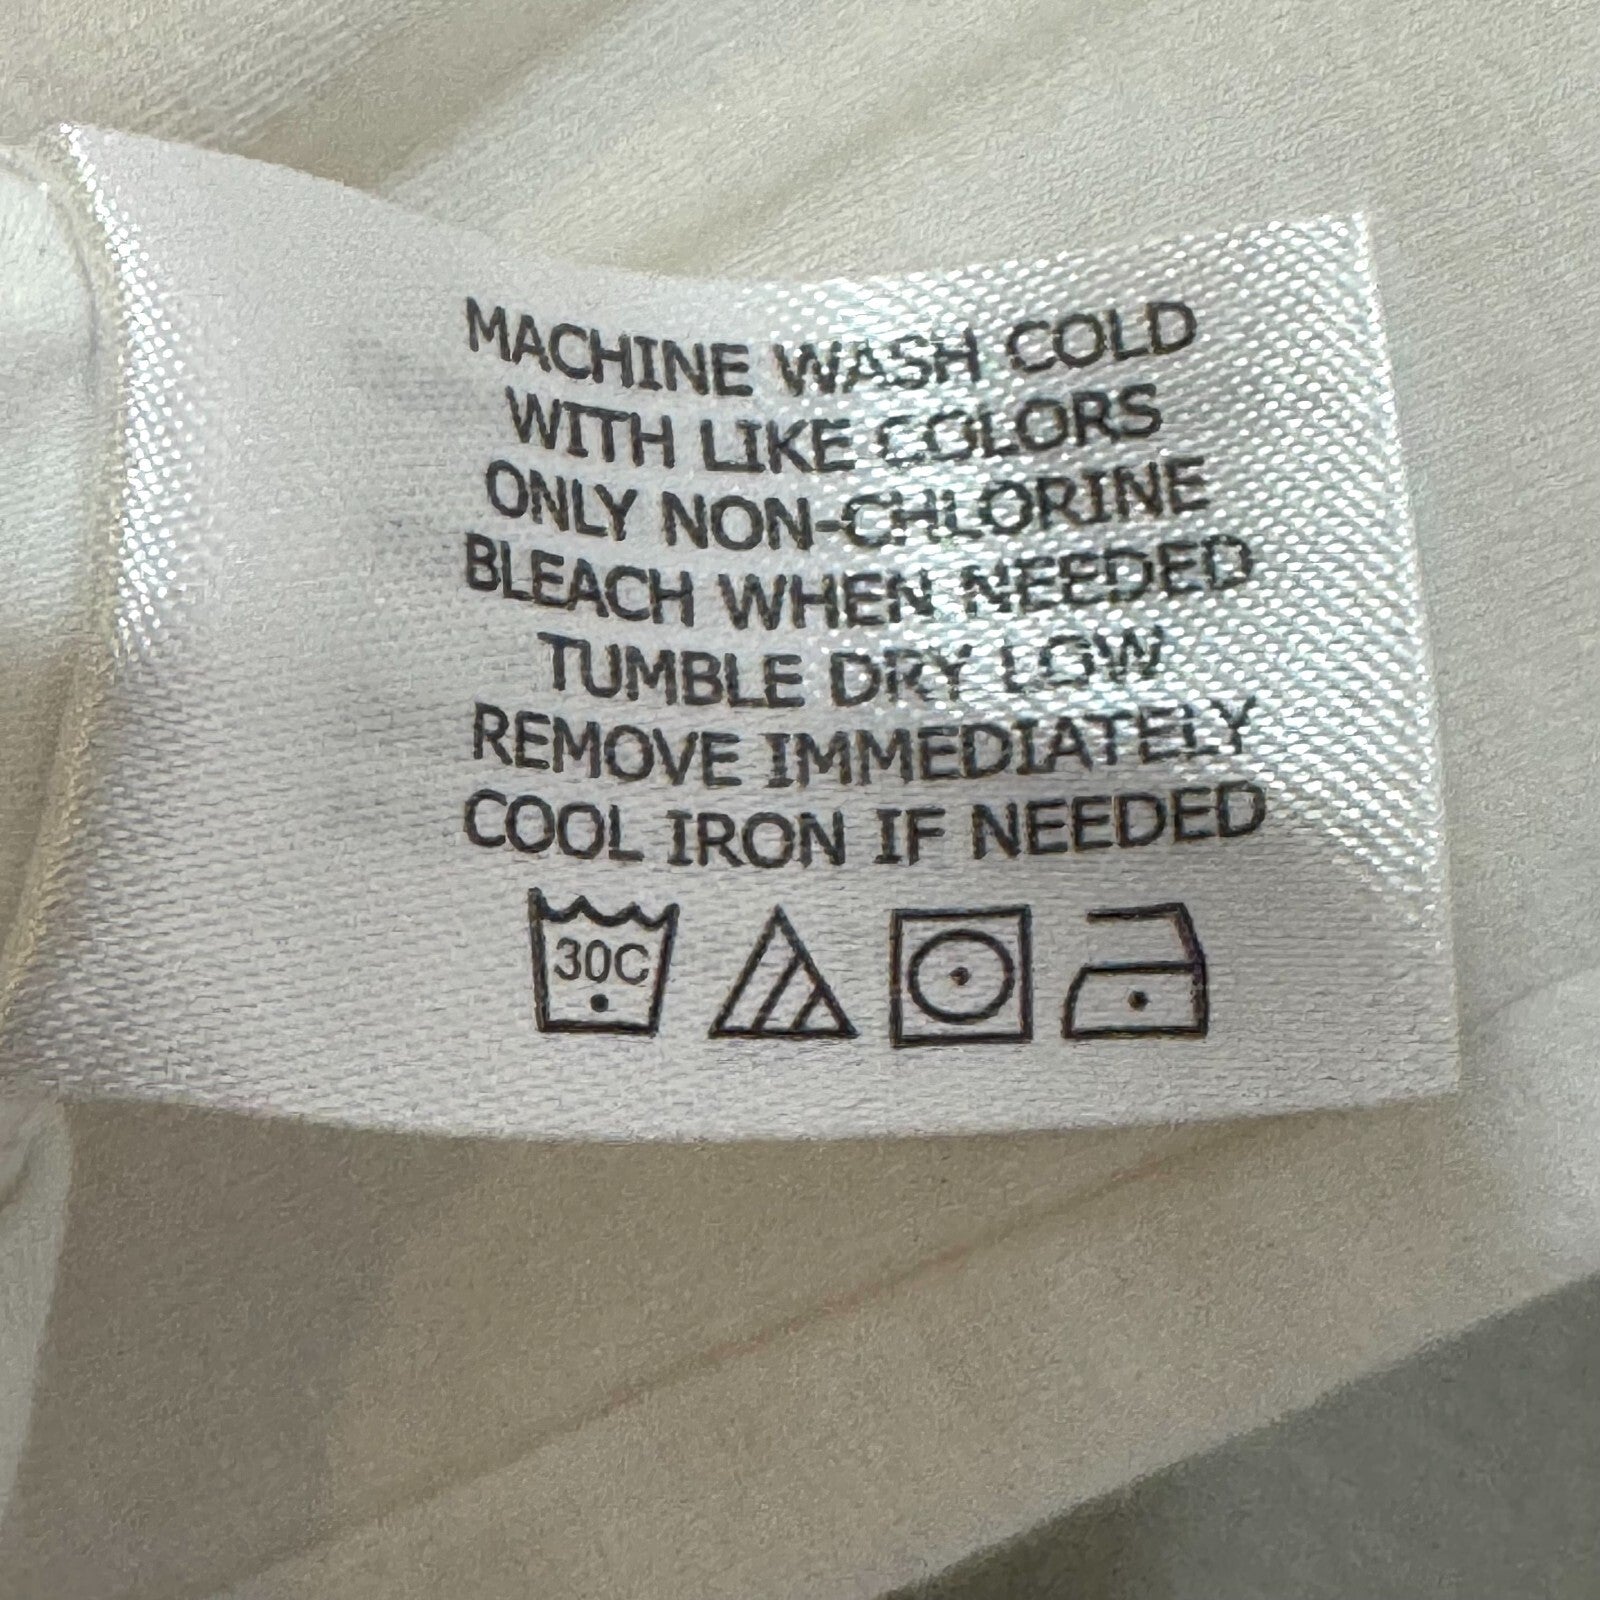 MACHINE WASH COLD
WITH LIKE COLORS
ONLY NON-CHLORINE
BLEACH WHEN NEEDED
TUMBLE DRY LOW
REMOVE IMMEDIATELY
COOL IRON IF NEEDED
30C